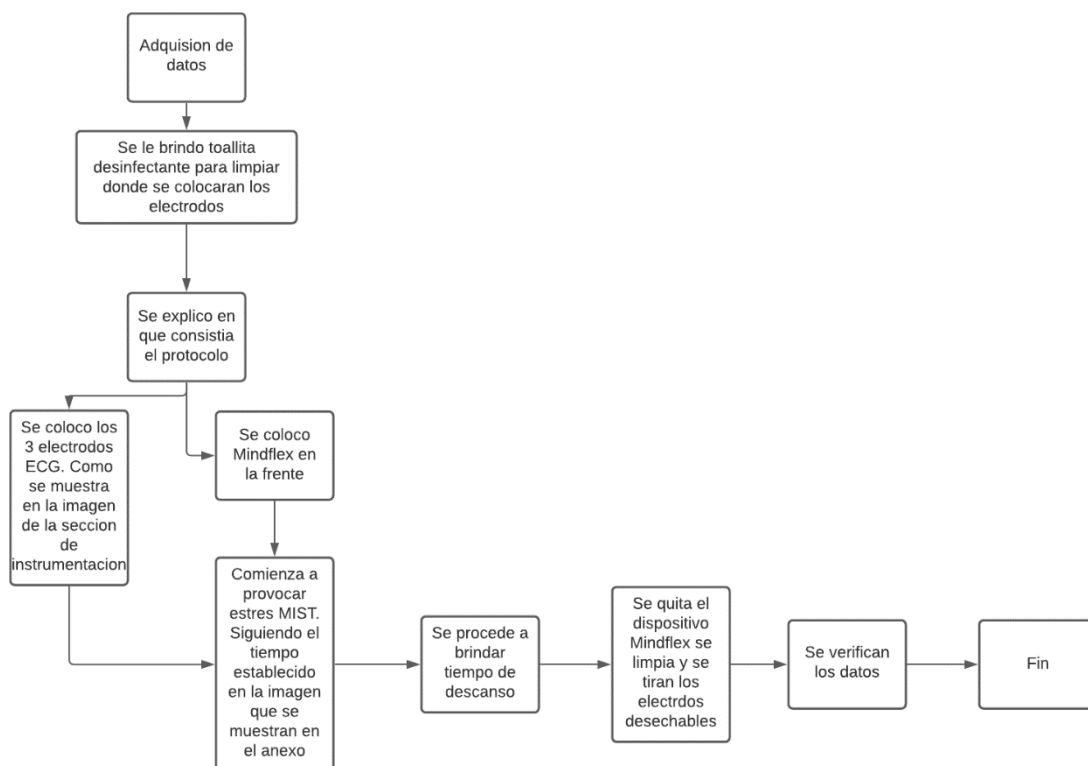 Adquision de
datos
Se le brindo toallita
desinfectante para limpiar
donde se colocaran los
electrodos
Se explico en
que consistia
el protocolo
Se coloco los
3 electrodos
ECG. Como
se muestra
en la imagen
de la seccion
de
instrumentacion
Se coloco
Mindflex en
la frente
Comienza a
provocar
estres MIST.
Siguiendo el
tiempo
establecido
en la imagen
que se
muestran en
el anexo
Se procede a
brindar
tiempo de
descanso
Se quita el
dispositivo
Mindflex se
limpia y se
tiran los
electrdos
desechables
Se verifican
los datos
Fin